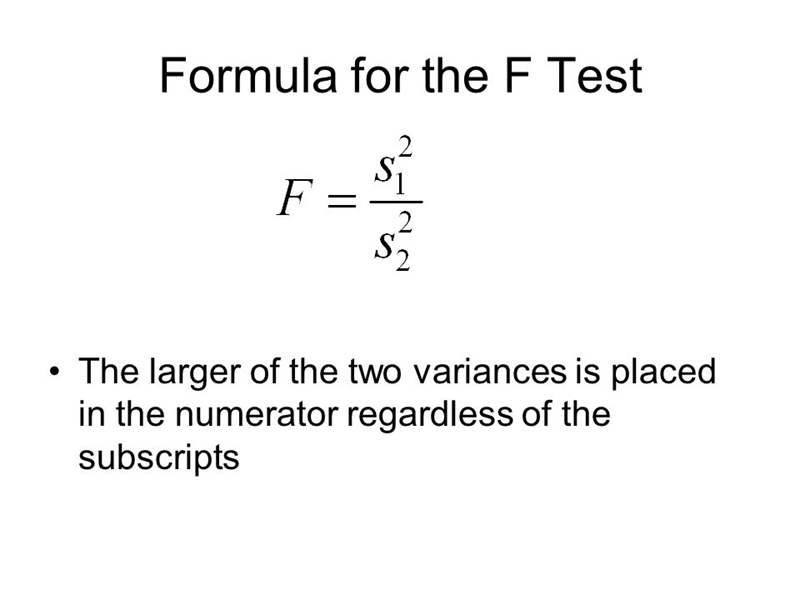 Formula for the F Test
F = s₁² / s₂²
• The larger of the two variances is placed
in the numerator regardless of the
subscripts